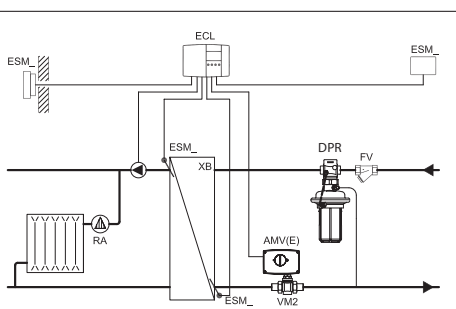 ECL
ESM_
ESM_
ESM_
XB
DPR
FV
RA
AMV(E)
ESM_
VM2